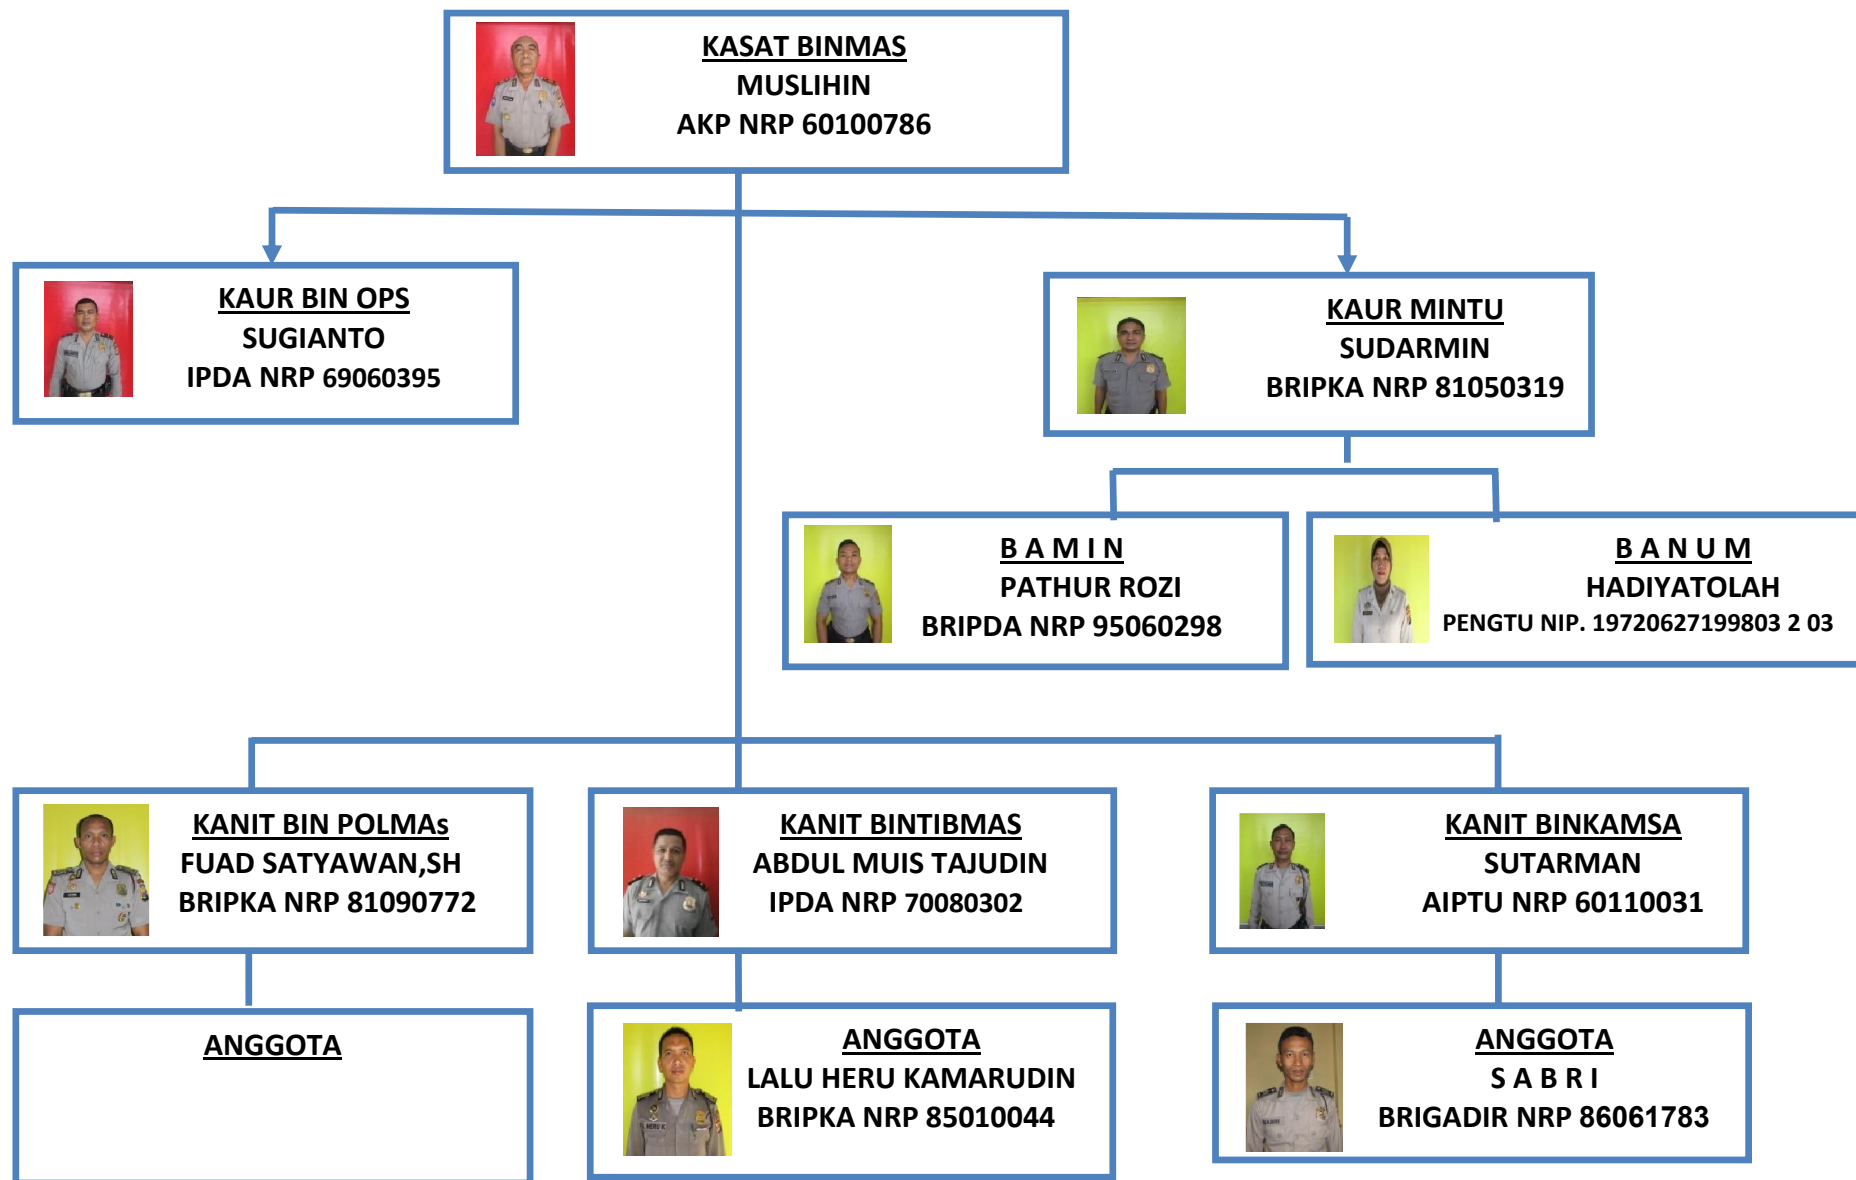 KASAT BINMAS
MUSLIHIN
AKP NRP 60100786
KAUR BIN OPS
SUGIANTO
IPDA NRP 69060395
KAUR MINTU
SUDARMIN
BRIPKA NRP 81050319
B A M I N
PATHUR ROZI
BRIPDA NRP 95060298
B A N U M
HADIYATOLAH
PENGTU NIP. 19720627199803 2 03
KANIT BIN POLMAs
FUAD SATYAWAN,SH
BRIPKA NRP 81090772
KANIT BINTIBMAS
ABDUL MUIS TAJUDIN
IPDA NRP 70080302
KANIT BINKAMSA
SUTARMAN
AIPTU NRP 60110031
ANGGOTA
ANGGOTA
LALU HERU KAMARUDIN
BRIPKA NRP 85010044
HERU K
ANGGOTA
S A B R I
BRIGADIR NRP 86061783